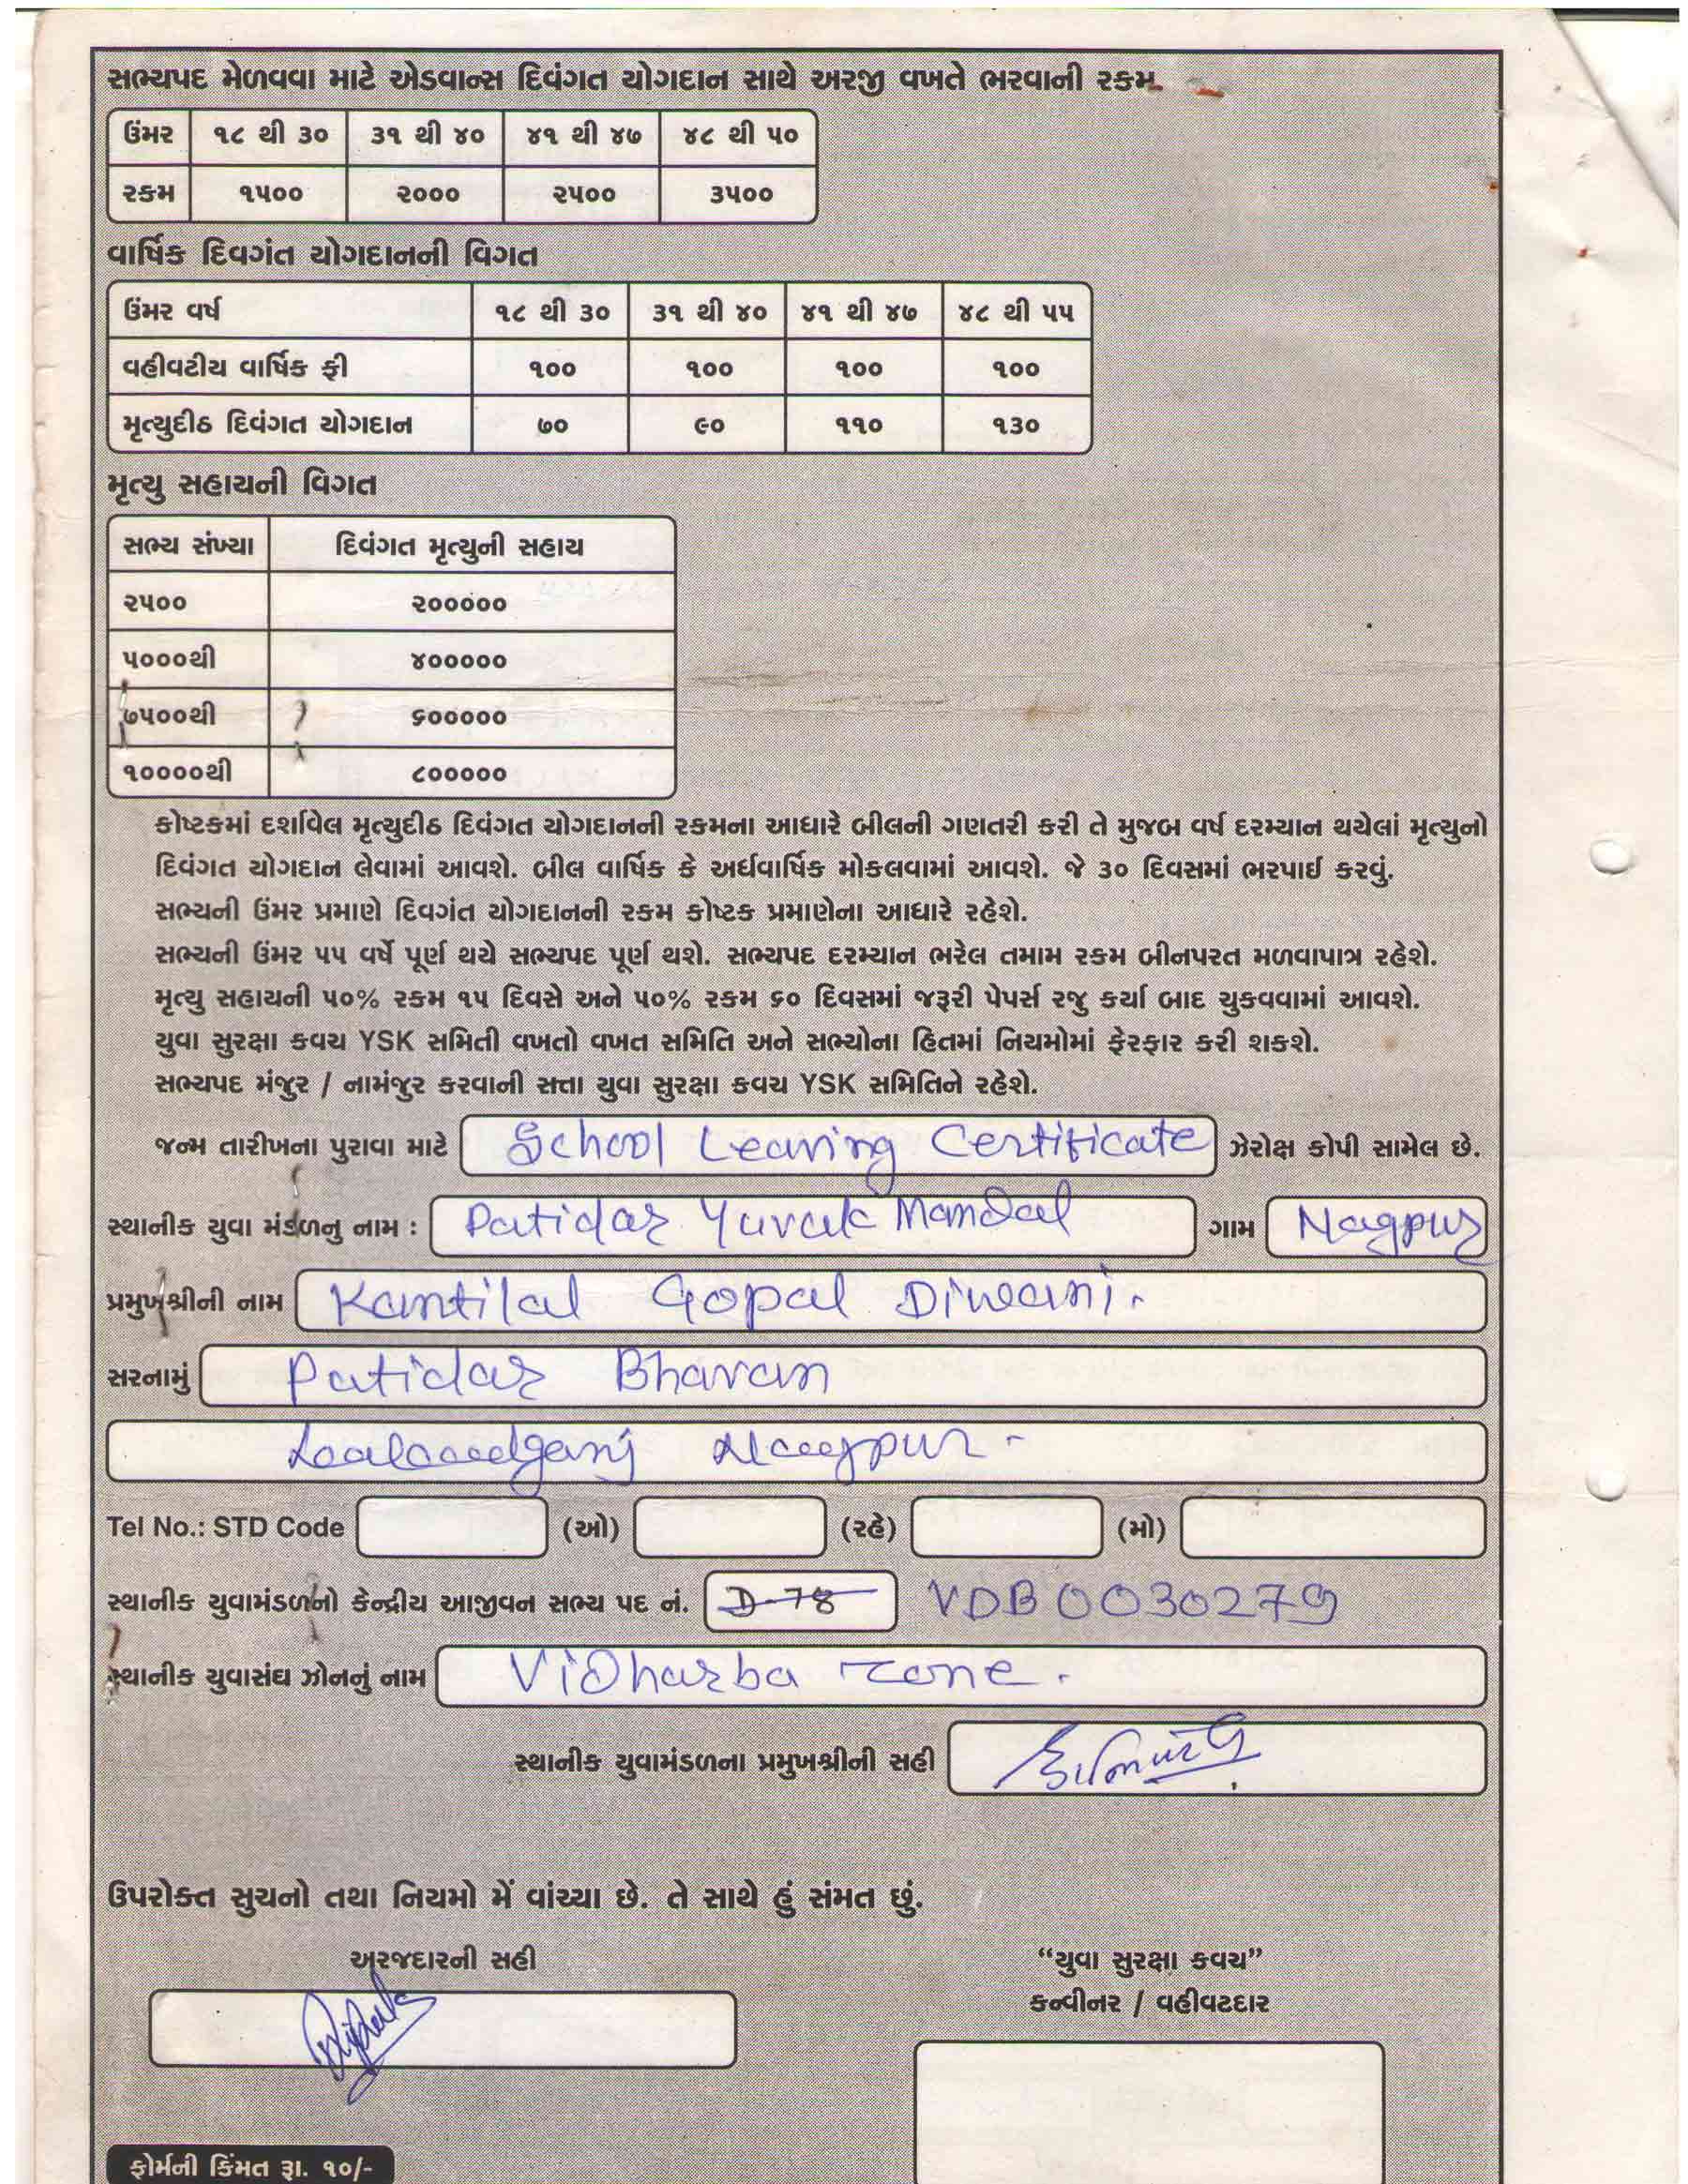 સભ્યપદ મેળવવા માટે એડવાન્સ દિવંગત યોગદાન સાથે અરજી વખતે ભરવાની રકમ.
ઉંમર ૧૮ થી ૩૦ ૩૧ થી ૪૦ ૪૧ થી ૪૭ ૪૮ થી ૫૦
રકમ ૧૫૦૦ ૨૦૦૦ ૨૫૦૦ ૩૫૦૦
વાર્ષિક દિવગંત યોગદાનની વિગત
ઉંમર વર્ષ ૧૮ થી ૩૦ ૩૧ થી ૪૦ ૪૧ થી ૪૭ ૪૮ થી ૫૫
વહીવટીય વાર્ષિક ફી ૧૦૦ ૧૦૦ ૧૦૦ ૧૦૦
મૃત્યુદીઠ દિવંગત યોગદાન ૭૦ ૯૦ ૧૧૦ ૧૩૦
મૃત્યુ સહાયની વિગત
સભ્ય સંખ્યા દિવંગત મૃત્યુની સહાય
૨૫૦૦ ૨૦૦૦૦૦
૫૦૦૦થી ૪૦૦૦૦૦
૭૫૦૦થી ૬૦૦૦૦૦
૧૦૦૦૦થી ૮૦૦૦૦૦
કોષ્ટકમાં દર્શાવેલ મૃત્યુદીઠ દિવંગત યોગદાનની રકમના આધારે બીલની ગણતરી કરી તે મુજબ વર્ષ દરમ્યાન થયેલાં મૃત્યુનો
દિવંગત યોગદાન લેવામાં આવશે. બીલ વાર્ષિક કે અર્ધવાર્ષિક મોકલવામાં આવશે. જે ૩૦ દિવસમાં ભરપાઈ કરવું.
સભ્યની ઉંમર પ્રમાણે દિવગંત યોગદાનની રકમ કોષ્ટક પ્રમાણેના આધારે રહેશે.
સભ્યની ઉંમર ૫૫ વર્ષે પૂર્ણ થયે સભ્યપદ પૂર્ણ થશે. સભ્યપદ દરમ્યાન ભરેલ તમામ રકમ બીનપરત મળવાપાત્ર રહેશે.
મૃત્યુ સહાયની ૫૦% રકમ ૧૫ દિવસે અને ૫૦% રકમ ૬૦ દિવસમાં જરૂરી પેપર્સ રજુ કર્યા બાદ ચુકવવામાં આવશે.
યુવા સુરક્ષા કવચ YSK સમિતી વખતો વખત સમિતિ અને સભ્યોના હિતમાં નિયમોમાં ફેરફાર કરી શકશે.
સભ્યપદ મંજુર / નામંજુર કરવાની સત્તા યુવા સુરક્ષા કવચ YSK સમિતિને રહેશે.
જન્મ તારીખના પુરાવા માટે School Leaving Certificate ઝેરોક્ષ કોપી સામેલ છે.
સ્થાનીક યુવા મંડળનુ નામ : Patidar Yuvak Mandal ગામ Nagpur
પ્રમુખશ્રીની નામ Kantilal Gopal Diwani.
સરનામું Patidar Bhavan
Nagpur
Tel No.: STD Code (ઓ) (રહે) (મો)
સ્થાનીક યુવામંડળનો કેન્દ્રીય આજીવન સભ્ય પદ નં. D-78 VDB0030279
સ્થાનીક યુવાસંઘ ઝોનનું નામ Vidharba zone.
સ્થાનીક યુવામંડળના પ્રમુખશ્રીની સહી
ઉપરોક્ત સુચનો તથા નિયમો મેં વાંચ્યા છે. તે સાથે હું સંમત છું.
અરજદારની સહી
“યુવા સુરક્ષા કવચ”
કન્વીનર / વહીવટદાર
ફોર્મની કિંમત રૂા. ૧૦/-